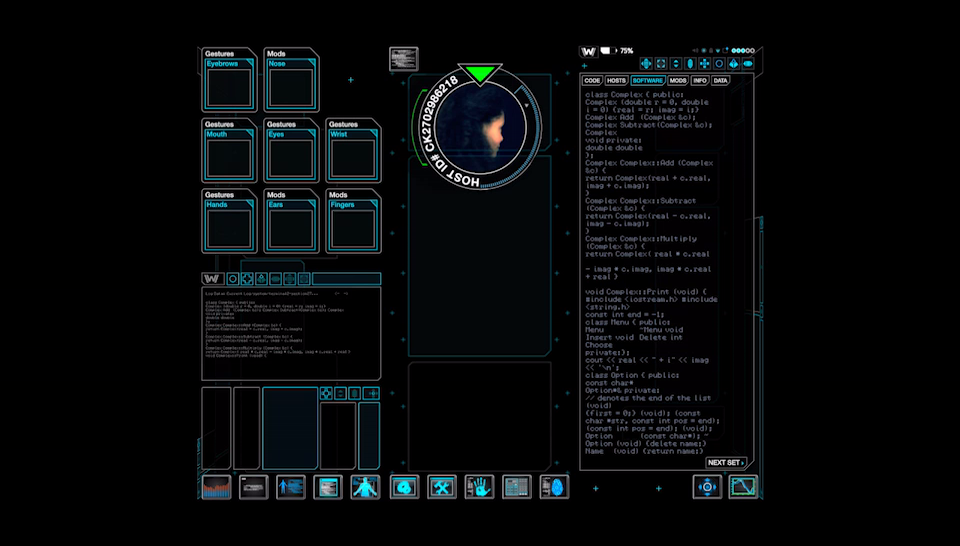 Gestures
Eyebrows
Mods
Nose
Gestures
Mouth
Gestures
Eyes
Gestures
Wrist
Gestures
Hands
Mods
Ears
Mods
Fingers
HOST ID# CK2702986218
W
75%
CODE
HOSTS
SOFTWARE
MODS
INFO
DATA
class Complex { public:
Complex (double r = 0, double
i = 0) {real = r; imag = i;}
Complex Add  (Complex &c);
Complex Subtract(Complex &c);
Complex
void private:
double double
};
Complex Complex::Add (Complex
&c) {
return Complex(real + c.real,
imag + c.imag);
}
Complex Complex::Subtract
(Complex &c) {
return Complex(real - c.real,
imag - c.imag);
}
Complex Complex::Multiply
(Complex &c) {
return Complex( real * c.real
- imag * c.imag, imag * c.real
+ real }
void Complex::Print (void) {
#include <iostream.h> #include
<string.h>
const int end = -1;
class Menu { public:
Menu ~Menu void
Insert void Delete int
Choose
private:};
cout << real << " + i" << imag
<< '\n';
class Option { public:
const char*
Option*& private:
// denotes the end of the list
(void)
{first = 0;} (void); (const
char *str, const int pos = end);
(const int pos = end); (void);
Option (const char*); ~
Option (void) {delete name;}
Name (void) {return name;}
NEXT SET
W
class Complex { public: